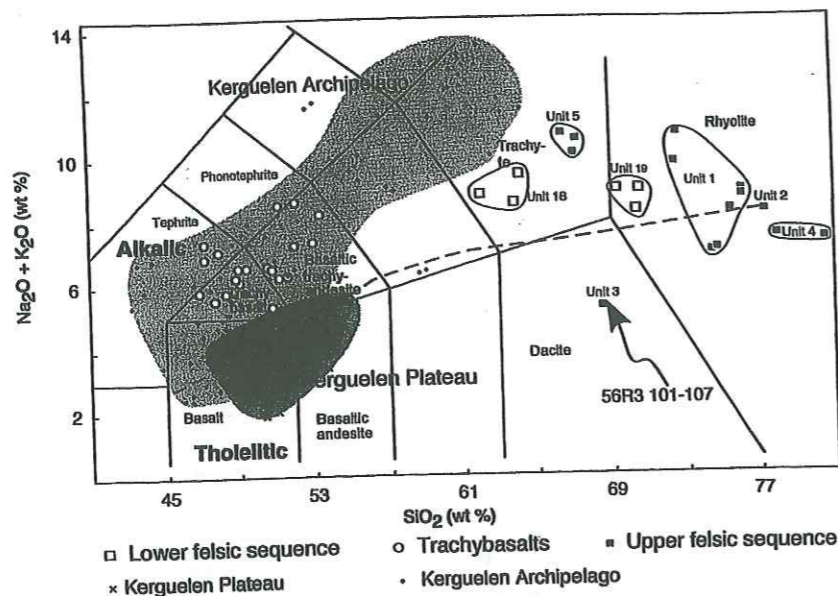 14
10
6
2
Na2O + K2O (wt %)
Kerguelen Archipelago
Phonotephrite
Tephrite
Alkalic
Basaltic
trachy-
andesite
Trachy-
te
Unit 5
Unit 18
Unit 19
Rhyolite
Unit 1
Unit 2
Unit 4
Unit 3
Dacite
56R3 101-107
erguelen Plateau
Basalt
Basaltic
andesite
Tholelitic
45 53 61 69 77
SiO2 (wt %)
Lower felsic sequence Trachybasalts Upper felsic sequence
Kerguelen Plateau Kerguelen Archipelago